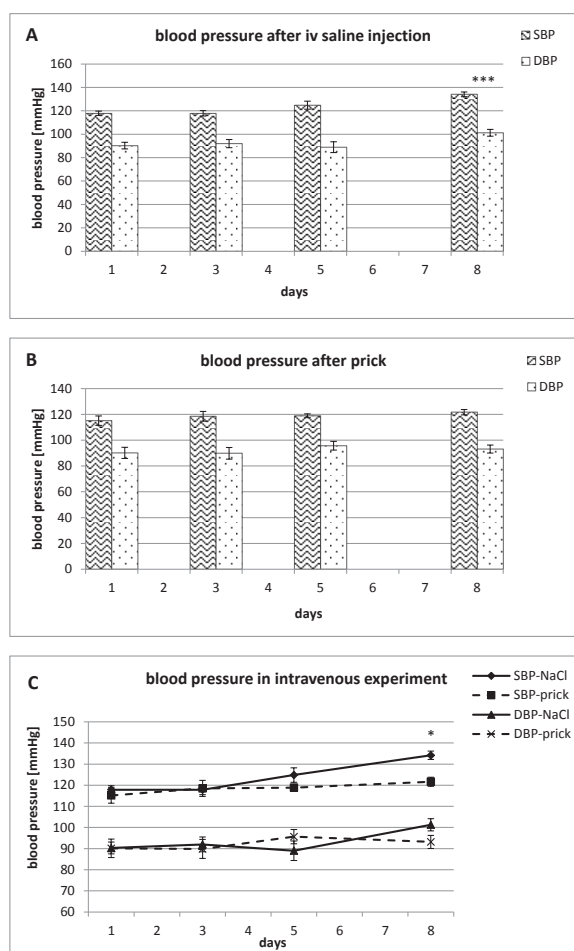 A
blood pressure after iv saline injection
SBP
DBP
blood pressure [mmHg]
160
140
120
100
80
60
40
20
0
***
1 2 3 4 5 6 7 8
days
B
blood pressure after prick
SBP
DBP
blood pressure [mmHg]
140
120
100
80
60
40
20
0
1 2 3 4 5 6 7 8
days
C
blood pressure in intravenous experiment
SBP-NaCl
SBP-prick
DBP-NaCl
DBP-prick
blood pressure [mmHg]
150
140
130
120
110
100
90
80
70
60
*
1 2 3 4 5 6 7 8
days